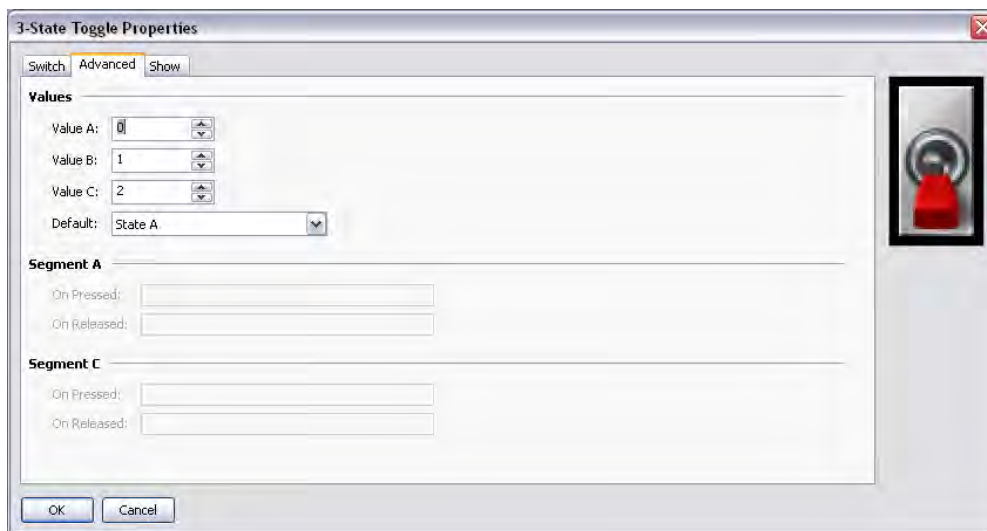 3-State Toggle Properties
Switch Advanced Show
Values
Value A: 0
Value B: 1
Value C: 2
Default: State A
Segment A
On Pressed:
On Released:
Segment C
On Pressed:
On Released:
OK Cancel